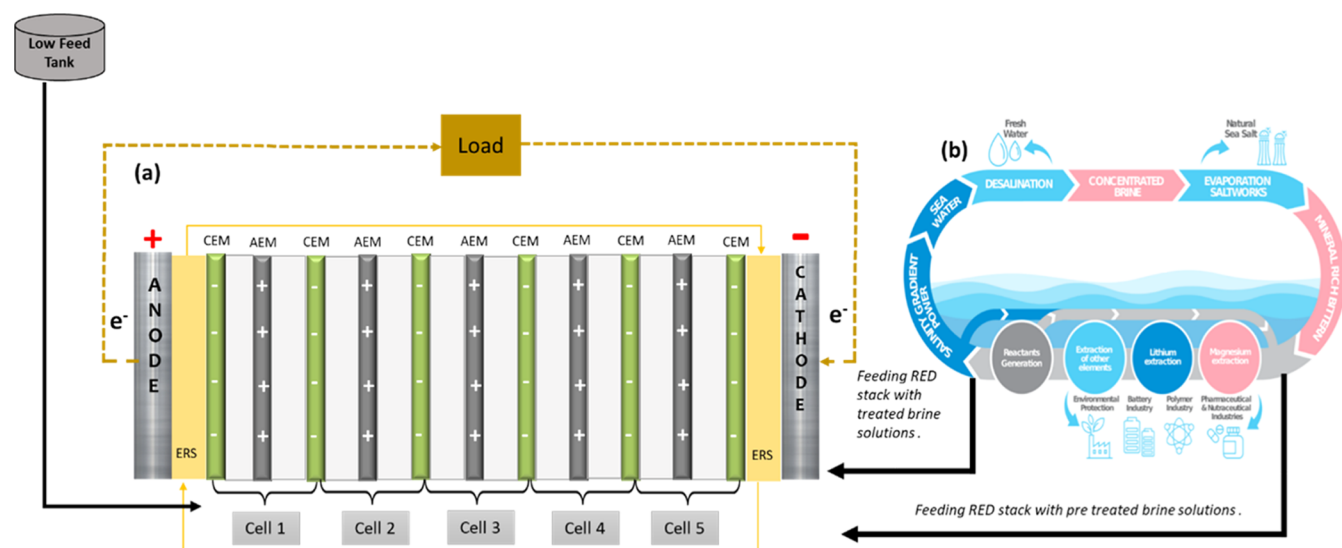 Low Feed
Tank
Load
(a)
(b)
+
-
CEM
AEM
CEM
AEM
CEM
AEM
CEM
AEM
CEM
AEM
CEM
ANODE
CATHODE
e-
e-
ERS
ERS
Cell 1
Cell 2
Cell 3
Cell 4
Cell 5
Feeding RED
stack with
treated brine
solutions .
Feeding RED stack with pre treated brine solutions .
Fresh
Water
Natural
Sea Salt
SEA
WATER
DESALINATION
CONCENTRATED
BRINE
EVAPORATION
SALTWORKS
MINERAL RICH BITTERN
SALINITY GRADIENT
POWER
Reactants
Generation
Extraction
of other
elements
Lithium
extraction
Magnesium
extraction
Environmental
Protection
Battery
Industry
Polymer
Industry
Pharmaceutical
& Nutraceutical
Industries